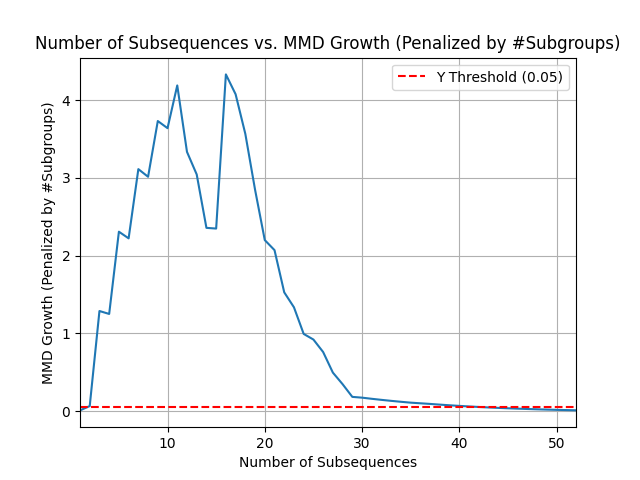 Number of Subsequences vs. MMD Growth (Penalized by #Subgroups)
Y Threshold (0.05)
MMD Growth (Penalized by #Subgroups)
4
3
2
1
0
10 20 30 40 50
Number of Subsequences